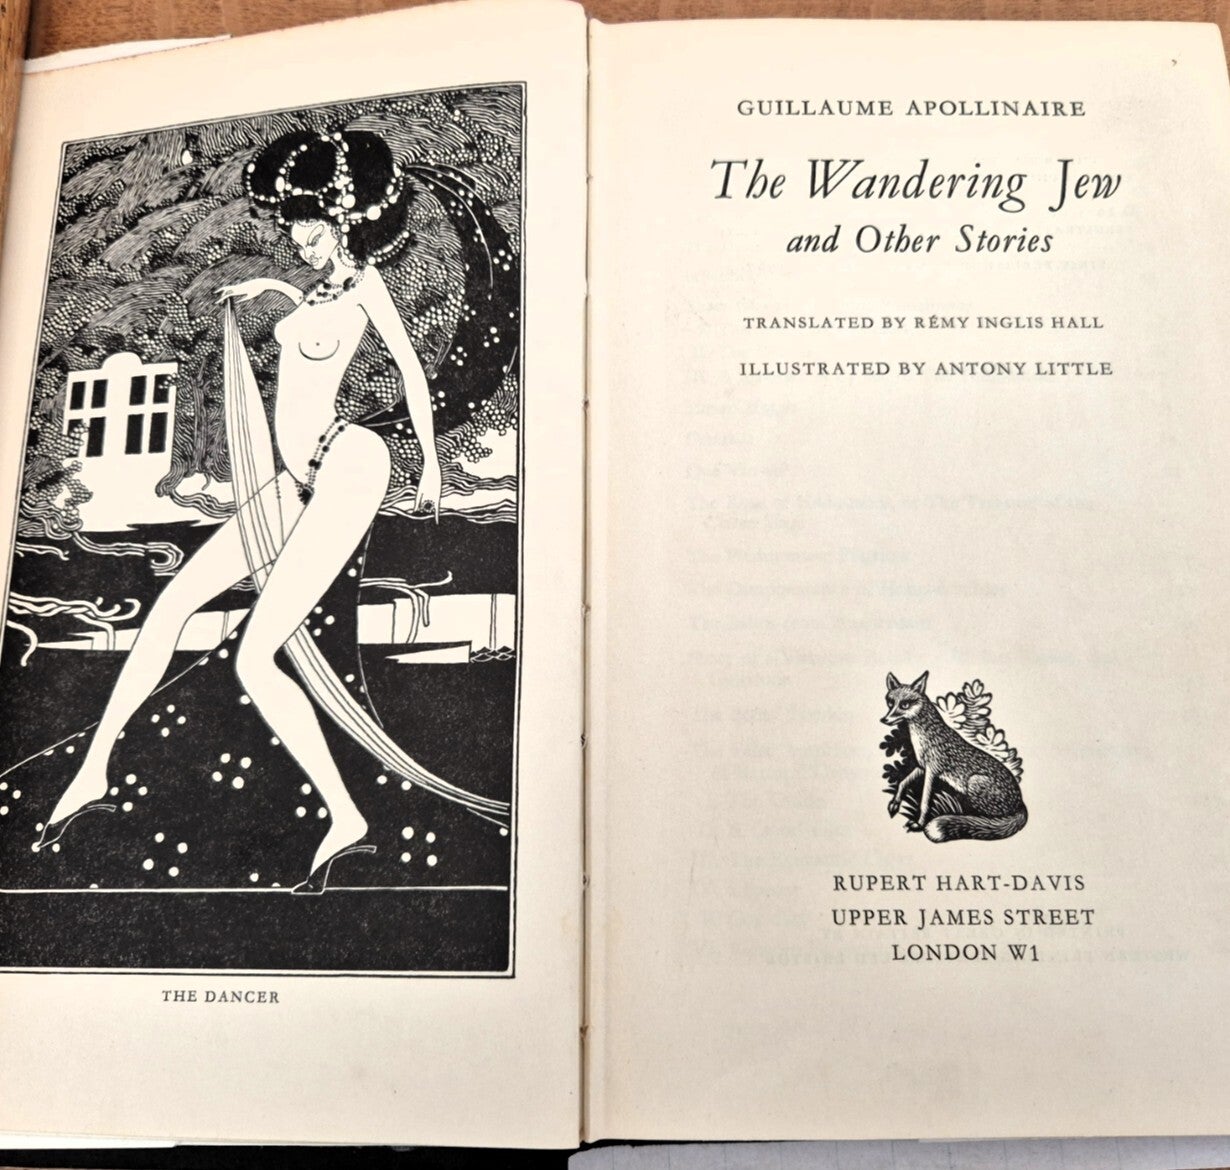 THE DANCER
GUILLAUME APOLLINAIRE
The Wandering Jew
and Other Stories
TRANSLATED BY RÉMY INGLIS HALL
ILLUSTRATED BY ANTONY LITTLE
RUPERT HART-DAVIS
UPPER JAMES STREET
LONDON W1